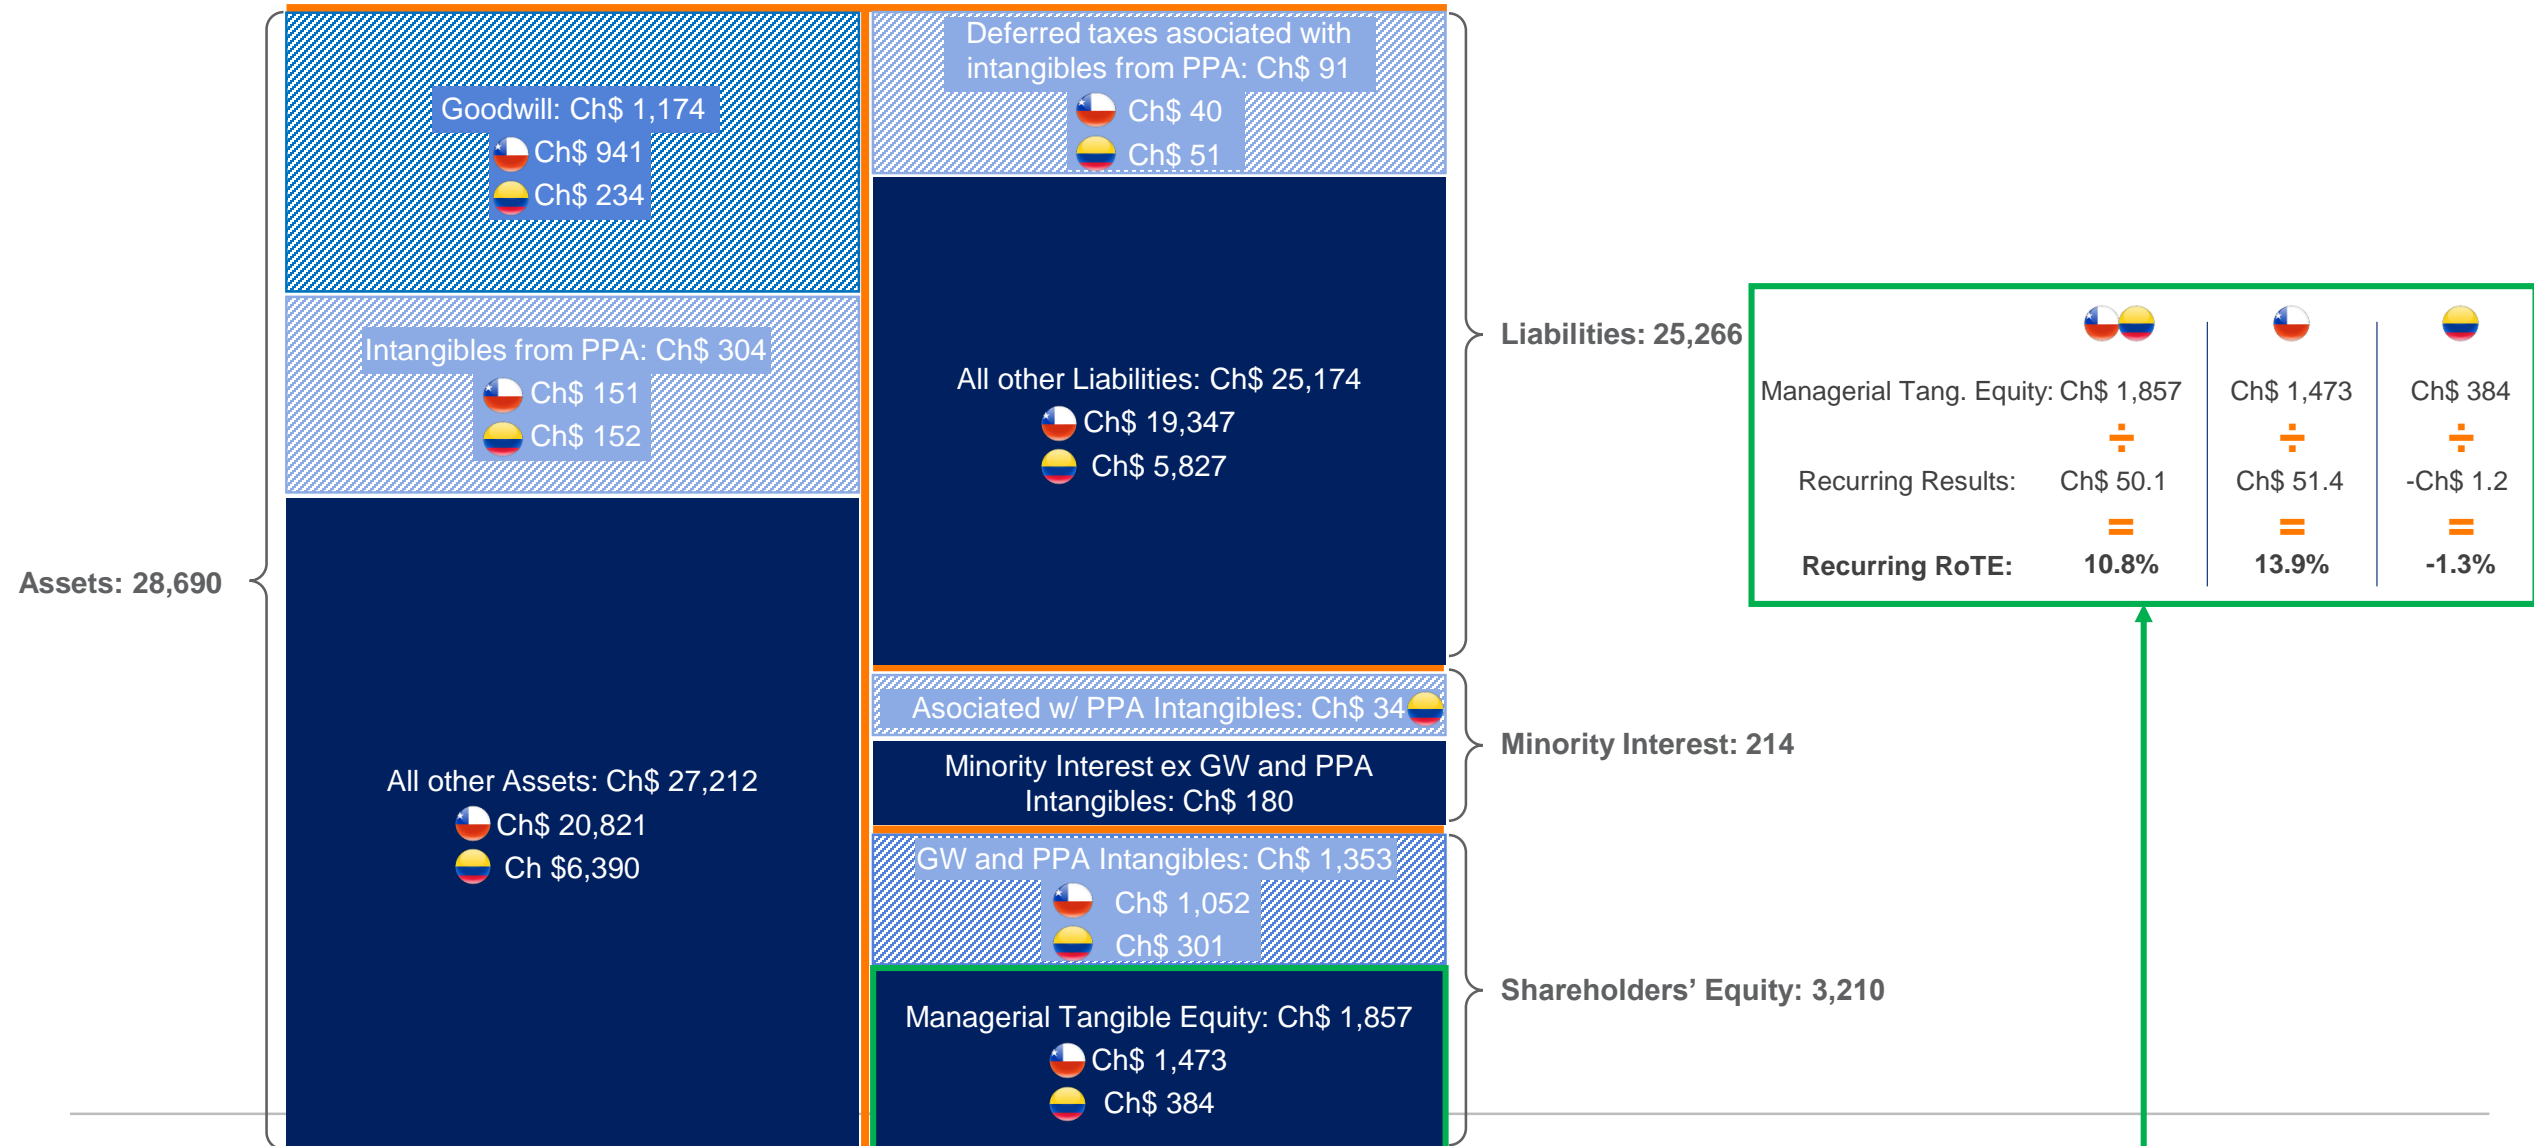 Assets: 28,690
Goodwill: Ch$ 1,174
Ch$ 941
Ch$ 234
Intangibles from PPA: Ch$ 304
Ch$ 151
Ch$ 152
All other Assets: Ch$ 27,212
Ch$ 20,821
Ch $6,390
Deferred taxes asociated with
intangibles from PPA: Ch$ 91
Ch$ 40
Ch$ 51
All other Liabilities: Ch$ 25,174
Ch$ 19,347
Ch$ 5,827
Asociated w/ PPA Intangibles: Ch$ 34
Minority Interest ex GW and PPA
Intangibles: Ch$ 180
GW and PPA Intangibles: Ch$ 1,353
Ch$ 1,052
Ch$ 301
Managerial Tangible Equity: Ch$ 1,857
Ch$ 1,473
Ch$ 384
Liabilities: 25,266
Minority Interest: 214
Shareholders’ Equity: 3,210
Managerial Tang. Equity: Ch$ 1,857 Ch$ 1,473 Ch$ 384
÷ ÷ ÷
Recurring Results: Ch$ 50.1 Ch$ 51.4 -Ch$ 1.2
= = =
Recurring RoTE: 10.8% 13.9% -1.3%